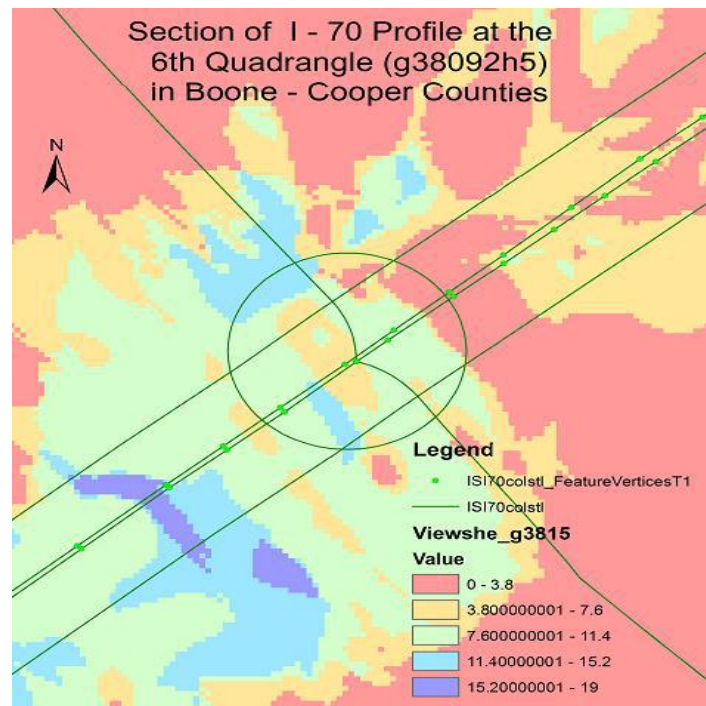 Section of I - 70 Profile at the
6th Quadrangle (g38092h5)
in Boone - Cooper Counties
N
Legend
ISI70colstl_FeatureVerticesT1
ISI70colstl
Viewshe_g3815
Value
0 - 3.8
3.800000001 - 7.6
7.600000001 - 11.4
11.40000001 - 15.2
15.20000001 - 19